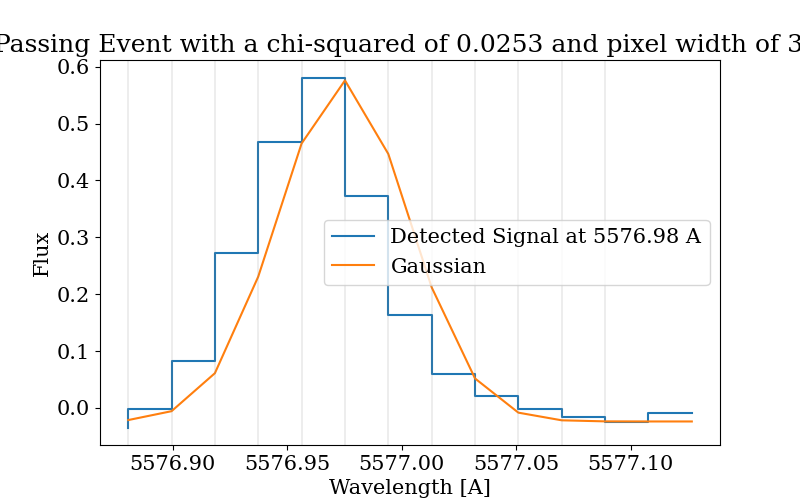 Passing Event with a chi-squared of 0.0253 and pixel width of 3
0.6
0.5
0.4
0.3
0.2
0.1
0.0
Flux
Detected Signal at 5576.98 A
Gaussian
5576.90 5576.95 5577.00 5577.05 5577.10
Wavelength [A]